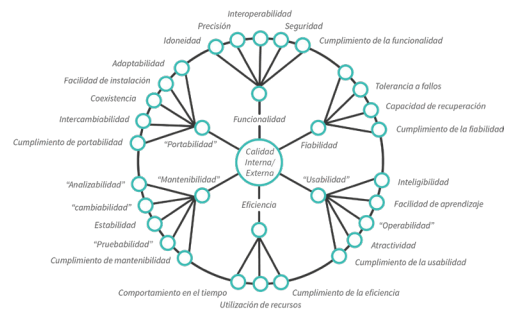 Interoperabilidad
Precisión
Seguridad
Idoneidad
Cumplimiento de la funcionalidad
Adaptabilidad
Facilidad de instalación
Tolerancia a fallos
Coexistencia
Capacidad de recuperación
Intercambiabilidad
Funcionalidad
Cumplimiento de la fiabilidad
Cumplimiento de portabilidad
"Portabilidad"
Fiabilidad
Calidad
Interna/
Externa
"Mantenibilidad"
"Usabilidad"
"Analizabilidad"
Inteligibilidad
"cambiabilidad"
Eficiencia
Facilidad de aprendizaje
Estabilidad
"Operabilidad"
"Pruebabilidad"
Atractividad
Cumplimiento de mantenibilidad
Cumplimiento de la usabilidad
Comportamiento en el tiempo
Cumplimiento de la eficiencia
Utilización de recursos